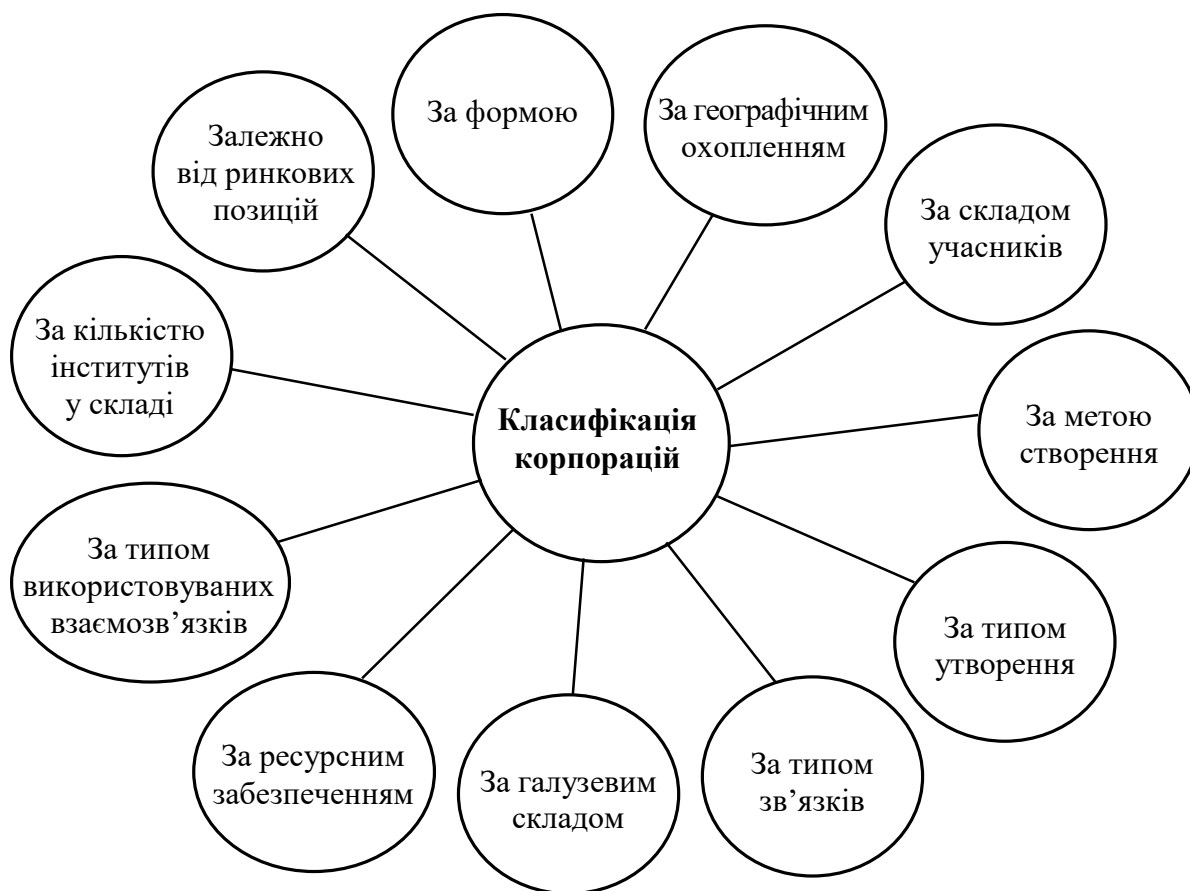 За формою
За географічним
охопленням
Залежно
від ринкових
позицій
За складом
учасників
За кількістю
інститутів
у складі
Класифікація
корпорацій
За метою
створення
За типом
використовуваних
взаємозв’язків
За типом
утворення
За ресурсним
забезпеченням
За галузевим
складом
За типом
зв’язків